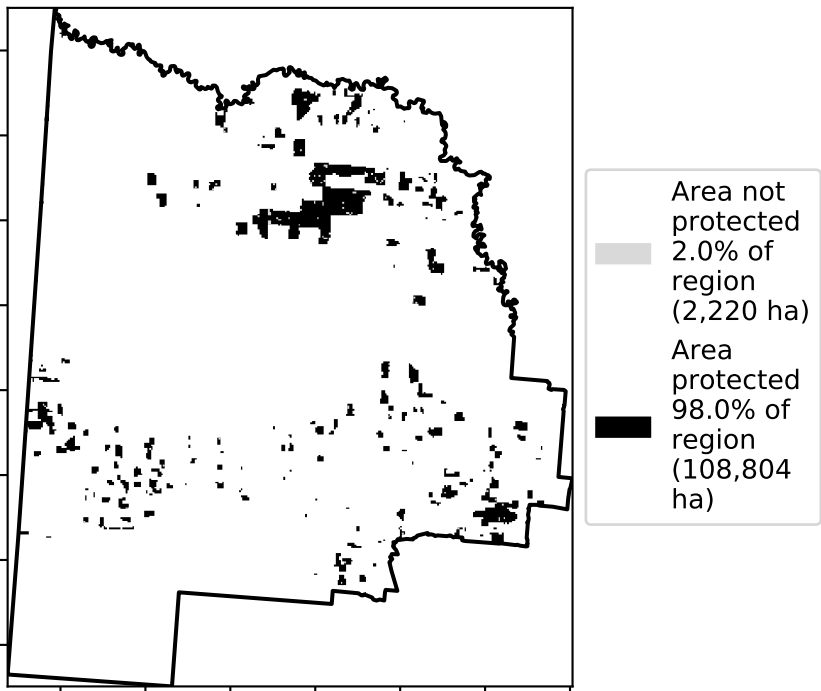 Area not
protected
2.0% of
region
(2,220 ha)
Area
protected
98.0% of
region
(108,804
ha)